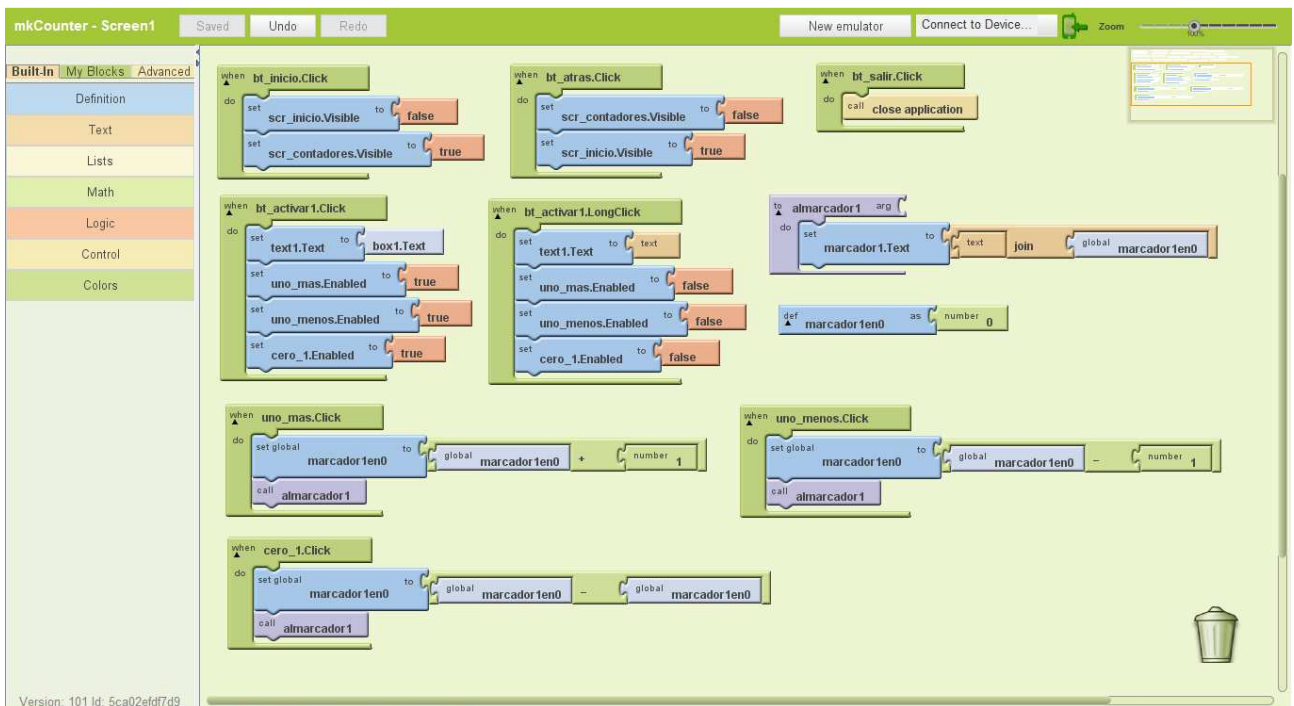 mkCounter - Screen1
Saved
Undo
Redo
New emulator
Connect to Device...
Zoom
100%
Built-In
My Blocks
Advanced
Definition
Text
Lists
Math
Logic
Control
Colors
when bt_inicio.Click
do set scr_inicio.Visible to false
set scr_contadores.Visible to true
when bt_atras.Click
do set scr_contadores.Visible to false
set scr_inicio.Visible to true
when bt_salir.Click
do call close application
when bt_activar1.Click
do set text1.Text to box1.Text
set uno_mas.Enabled to true
set uno_menos.Enabled to true
set cero_1.Enabled to true
when bt_activar1.LongClick
do set text1.Text to text
set uno_mas.Enabled to false
set uno_menos.Enabled to false
set cero_1.Enabled to false
to almarcador1 arg
do set marcador1.Text to text join global marcador1en0
def marcador1en0 as number 0
when uno_mas.Click
do set global marcador1en0 to global marcador1en0 + number 1
call almarcador1
when uno_menos.Click
do set global marcador1en0 to global marcador1en0 - number 1
call almarcador1
when cero_1.Click
do set global marcador1en0 to global marcador1en0 - global marcador1en0
call almarcador1
Version: 101 Id: 5ca02efdf7d9